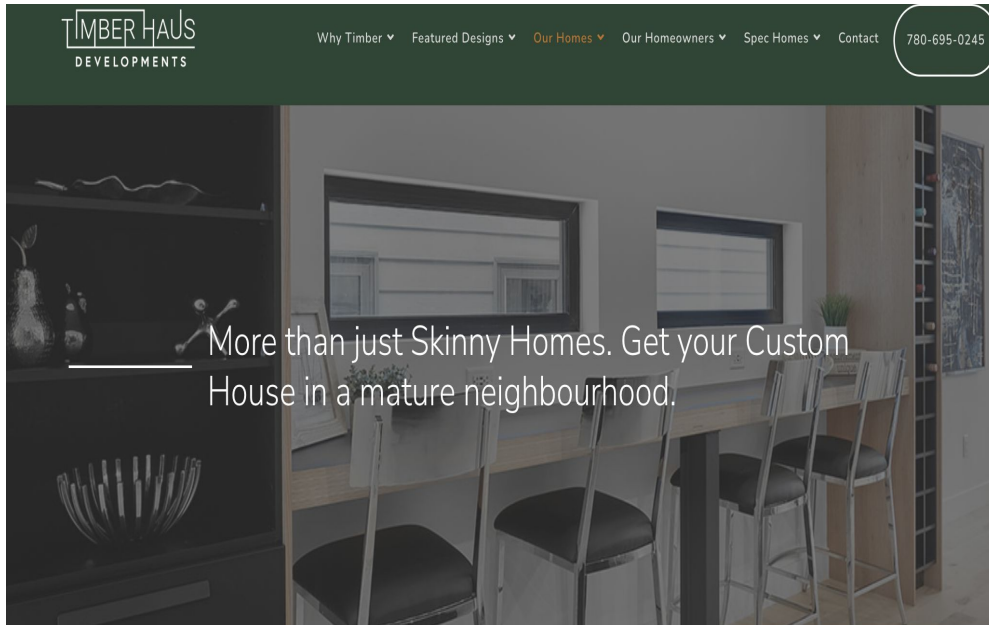 TIMBER HAUS
DEVELOPMENTS
Why Timber
Featured Designs
Our Homes
Our Homeowners
Spec Homes
Contact
780-695-0245
More than just Skinny Homes. Get your Custom
House in a mature neighbourhood.